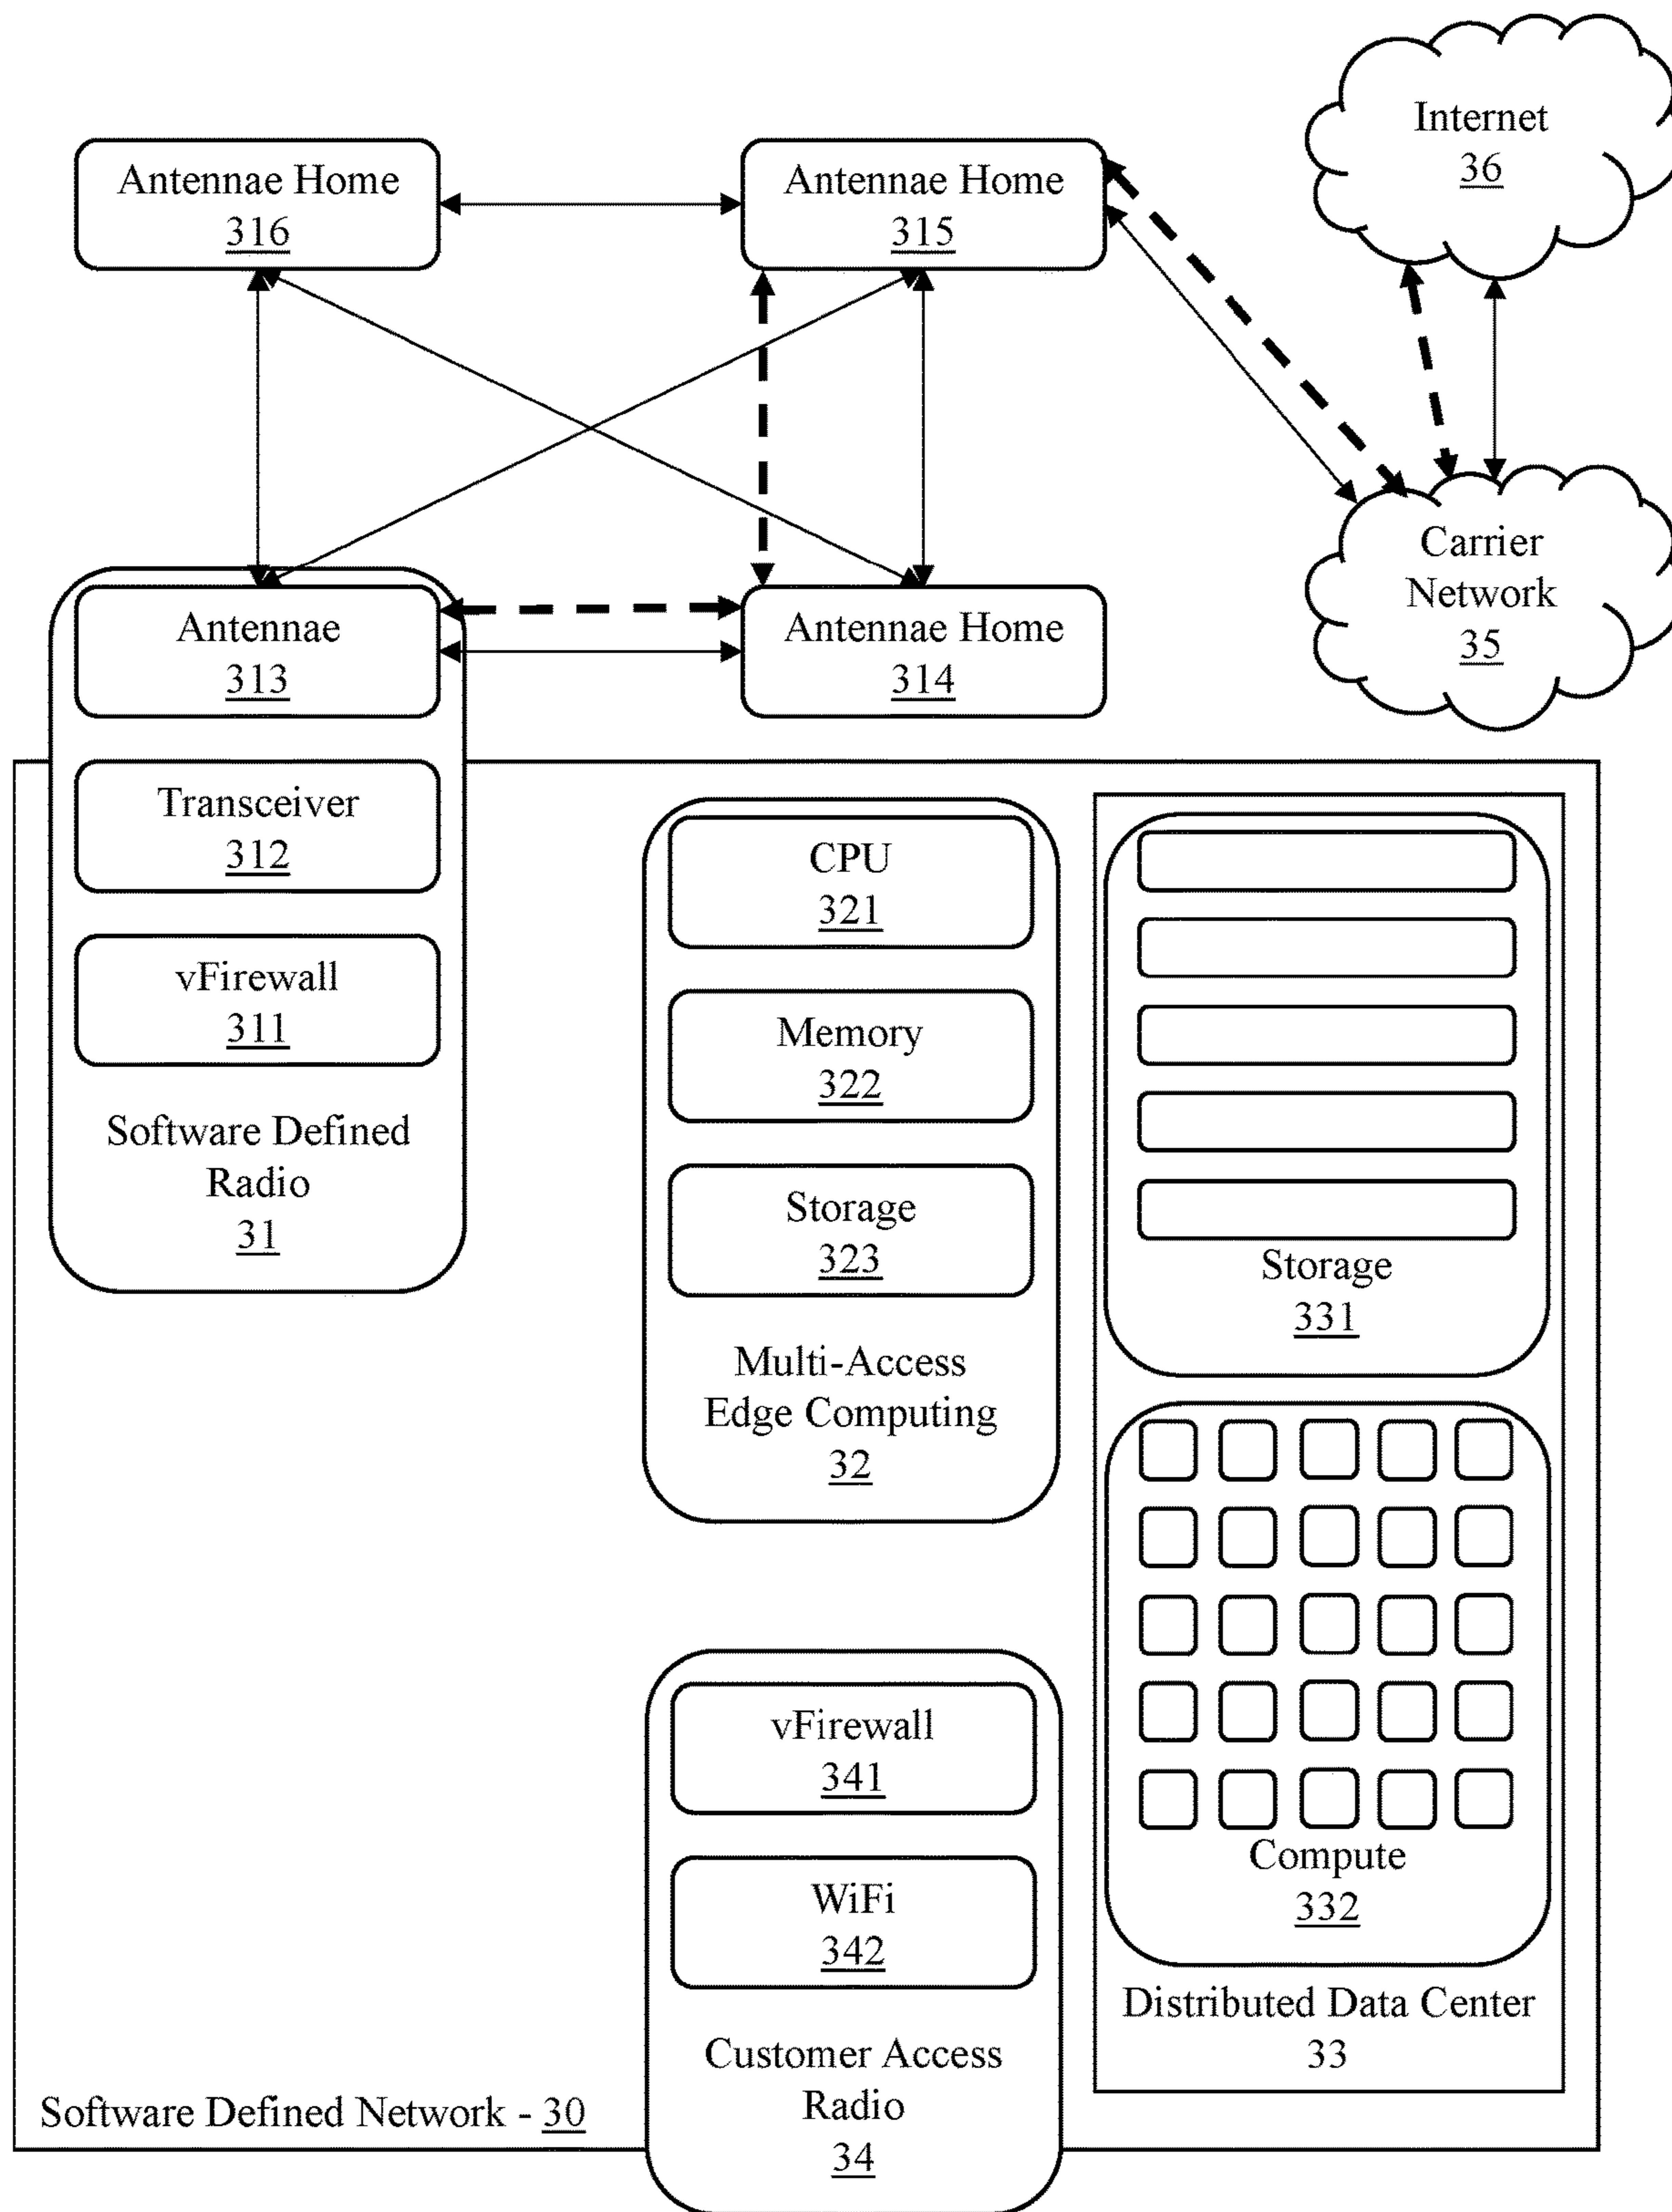 Internet
36
Antennae Home
316
Antennae Home
315
Carrier
Network
35
Antennae
313
Antennae Home
314
Transceiver
312
vFirewall
311
Software Defined
Radio
31
CPU
321
Memory
322
Storage
323
Multi-Access
Edge Computing
32
Storage
331
Compute
332
Distributed Data Center
33
vFirewall
341
WiFi
342
Customer Access
Radio
34
Software Defined Network - 30